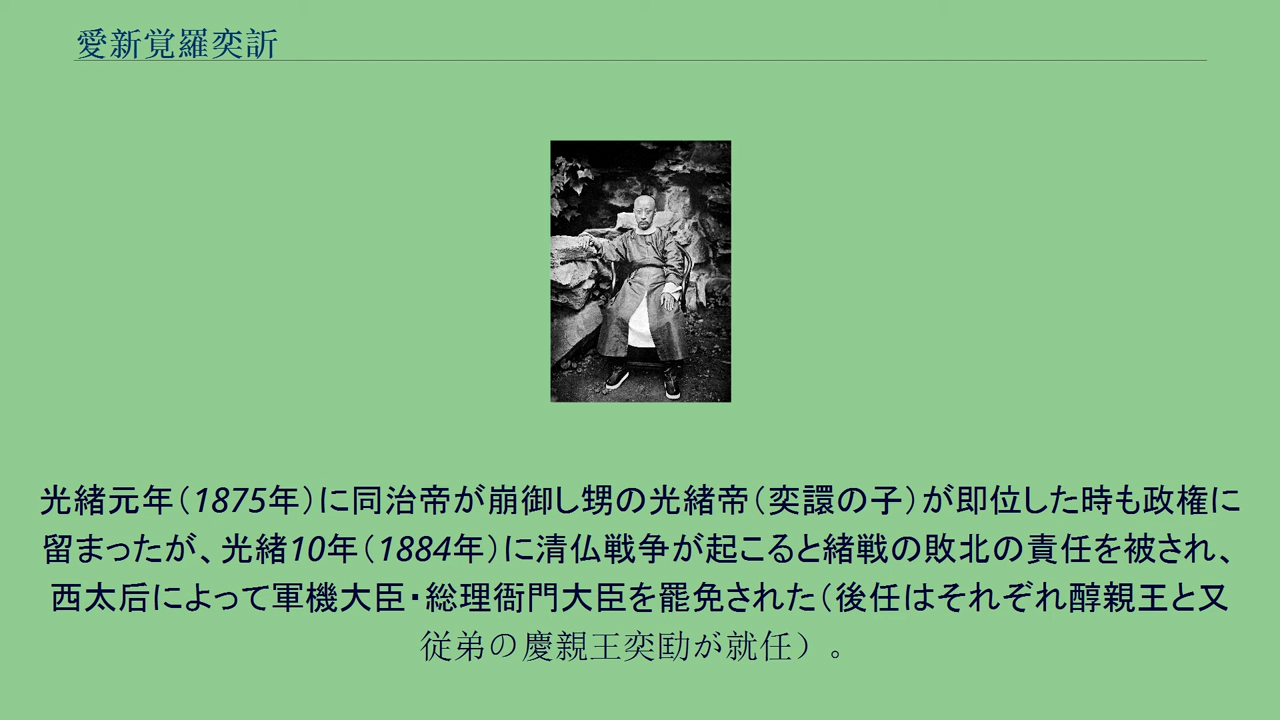 愛新覚羅奕訢
光緒元年（1875年）に同治帝が崩御し甥の光緒帝（奕譞の子）が即位した時も政権に
留まったが、光緒10年（1884年）に清仏戦争が起こると緒戦の敗北の責任を被され、
西太后によって軍機大臣・総理衙門大臣を罷免された（後任はそれぞれ醇親王と又
従弟の慶親王奕劻が就任）。